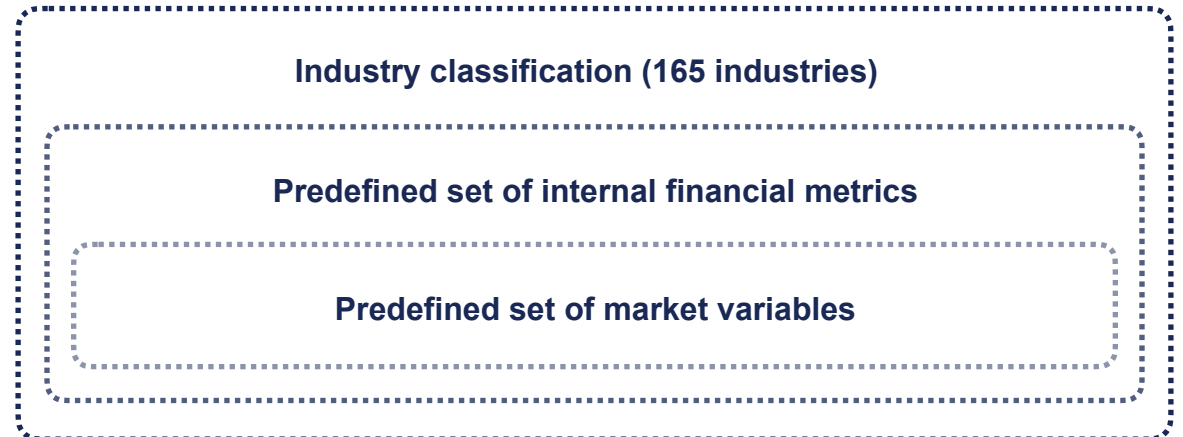 Industry classification (165 industries)
Predefined set of internal financial metrics
Predefined set of market variables